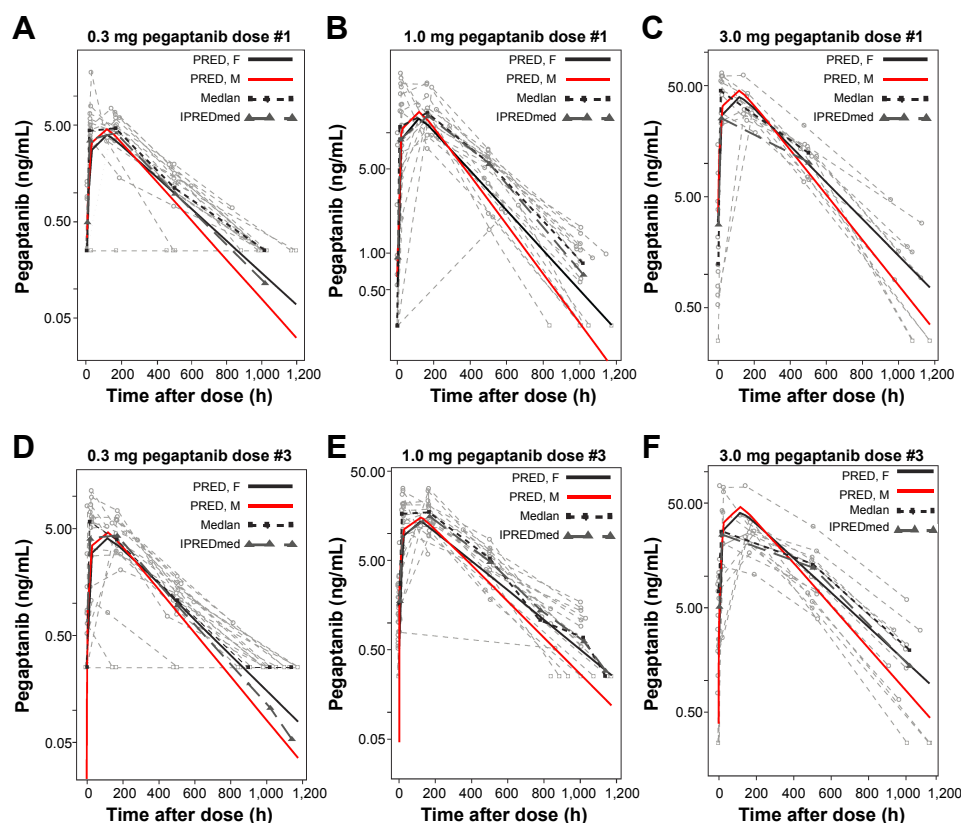 A
0.3 mg pegaptanib dose #1
PRED, F
PRED, M
Medlan
IPREDmed
5.00
0.50
0.05
Pegaptanib (ng/mL)
0 200 400 600 800 1,000 1,200
Time after dose (h)
B
1.0 mg pegaptanib dose #1
PRED, F
PRED, M
Medlan
IPREDmed
5.00
1.00
0.50
Pegaptanib (ng/mL)
0 200 400 600 800 1,000 1,200
Time after dose (h)
C
3.0 mg pegaptanib dose #1
PRED, F
PRED, M
Medlan
IPREDmed
50.00
5.00
0.50
Pegaptanib (ng/mL)
0 200 400 600 800 1,000 1,200
Time after dose (h)
D
0.3 mg pegaptanib dose #3
PRED, F
PRED, M
Medlan
IPREDmed
5.00
0.50
0.05
Pegaptanib (ng/mL)
0 200 400 600 800 1,000 1,200
Time after dose (h)
E
1.0 mg pegaptanib dose #3
PRED, F
PRED, M
Medlan
IPREDmed
50.00
5.00
0.50
0.05
Pegaptanib (ng/mL)
0 200 400 600 800 1,000 1,200
Time after dose (h)
F
3.0 mg pegaptanib dose #3
PRED, F
PRED, M
Medlan
IPREDmed
50.00
5.00
0.50
Pegaptanib (ng/mL)
0 200 400 600 800 1,000 1,200
Time after dose (h)